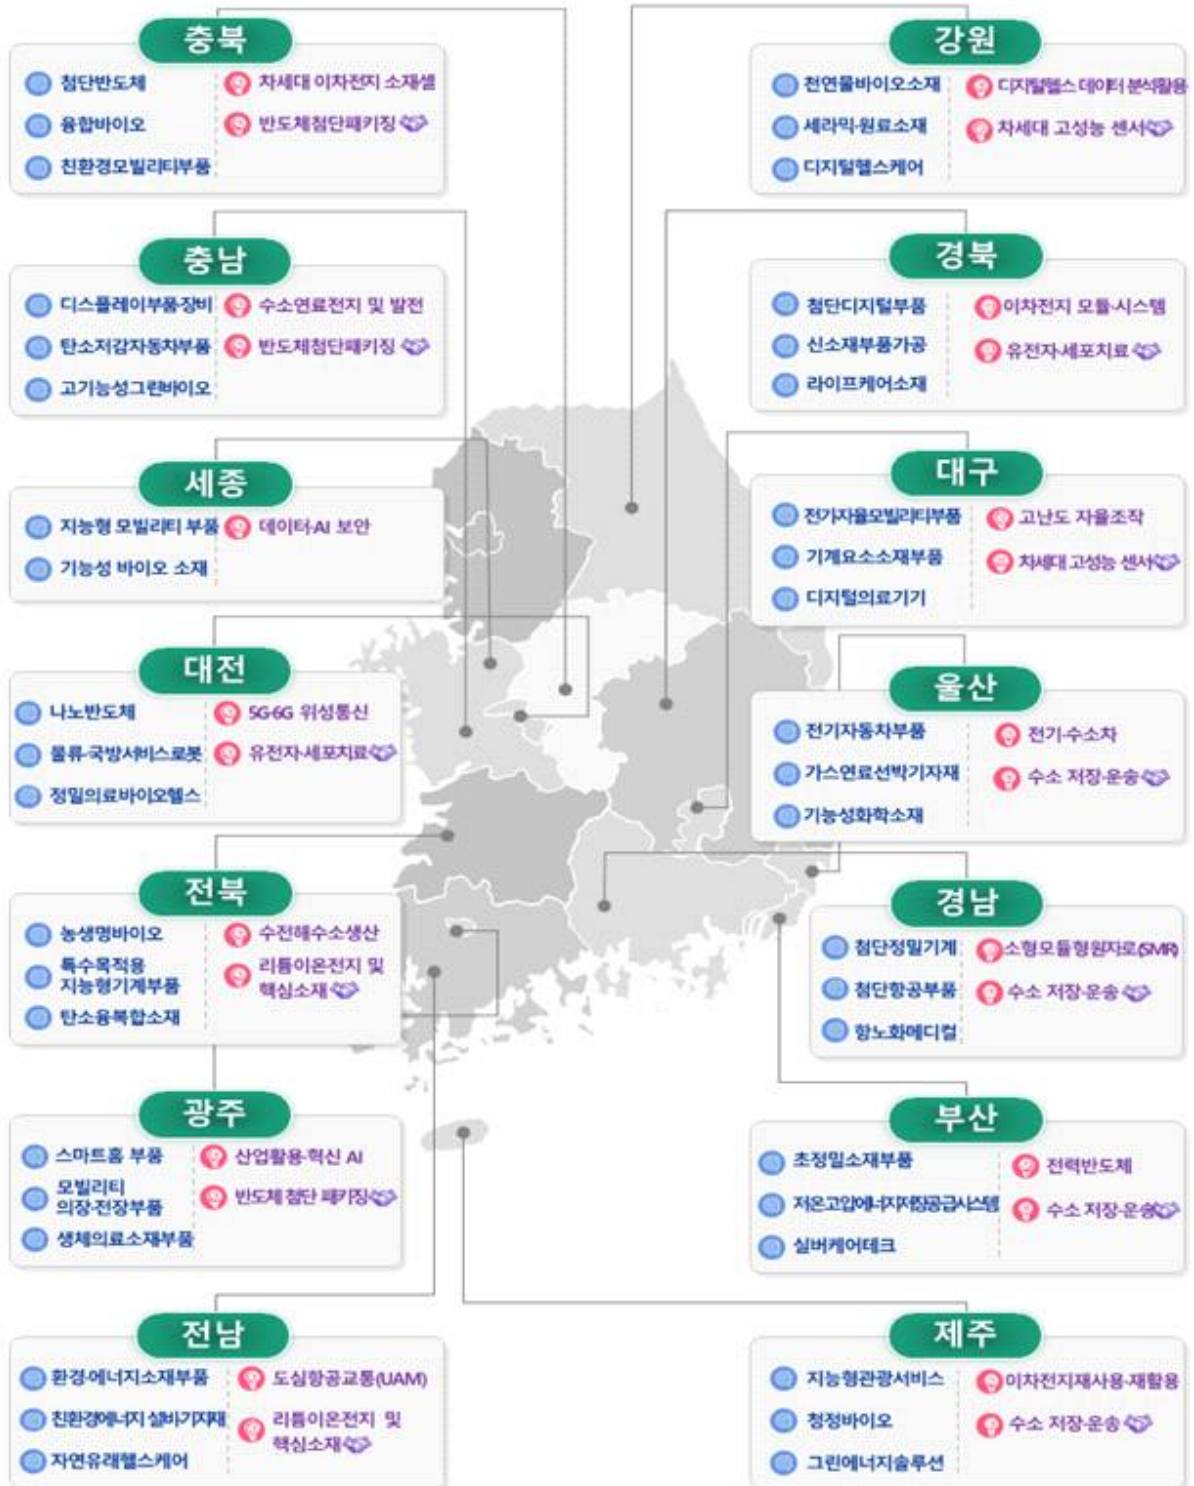 충북
첨단반도체
융합바이오
친환경모빌리티부품
차세대 이차전지 소재·셀
반도체첨단패키징
충남
디스플레이부품·장비
탄소저감자동차부품
고기능성그린바이오
수소연료전지 및 발전
반도체첨단패키징
세종
지능형 모빌리티 부품
기능성 바이오 소재
데이터·AI 보안
대전
나노반도체
물류·국방서비스로봇
정밀의료바이오헬스
5G·6G 위성통신
유전자·세포치료
전북
농생명바이오
특수목적용
지능형기계부품
탄소융복합소재
수전해수소생산
리튬이온전지 및
핵심소재
광주
스마트홈 부품
모빌리티
의장·전장부품
생체의료소재부품
산업활용·혁신 AI
반도체 첨단 패키징
전남
환경·에너지소재부품
친환경에너지 설비·기자재
자연유래헬스케어
도심항공교통(UAM)
리튬이온전지 및
핵심소재
강원
천연물바이오소재
세라믹·원료소재
디지털헬스케어
디지털헬스 데이터 분석·활용
차세대 고성능 센서
경북
첨단디지털부품
신소재부품가공
라이프케어소재
이차전지 모듈·시스템
유전자·세포치료
대구
전기자율모빌리티부품
기계요소소재부품
디지털의료기기
고난도 자율조작
차세대 고성능 센서
울산
전기자동차부품
가스연료선박기자재
기능성화학소재
전기·수소차
수소 저장·운송
경남
첨단정밀기계
첨단항공부품
항노화메디컬
소형모듈형원자로(SMR)
수소 저장·운송
부산
초정밀소재부품
저온고압에너지저장공급시스템
실버케어테크
전력반도체
수소 저장·운송
제주
지능형관광서비스
청정바이오
그린에너지솔루션
이차전지재사용·재활용
수소 저장·운송